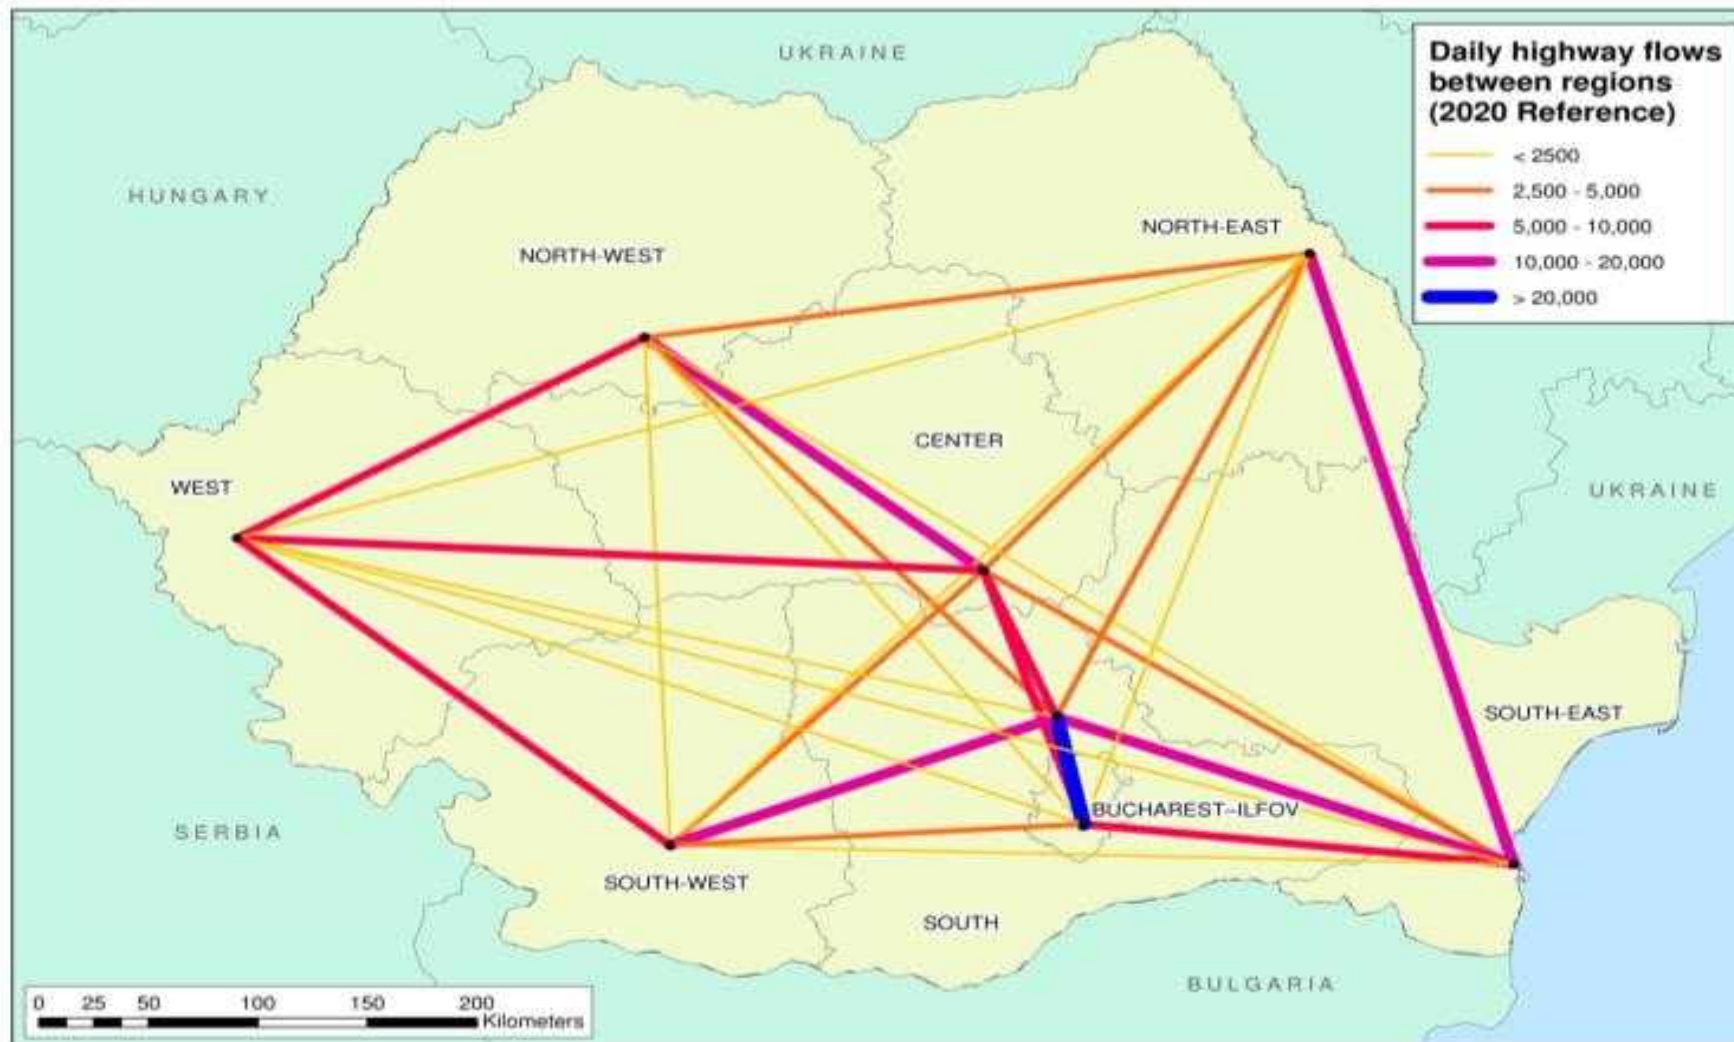 UKRAINE
Daily highway flows
between regions
(2020 Reference)
< 2500
2,500 - 5,000
5,000 - 10,000
10,000 - 20,000
> 20,000
HUNGARY
NORTH-EAST
NORTH-WEST
CENTER
WEST
UKRAINE
SOUTH-EAST
BUCHAREST-ILFOV
SERBIA
SOUTH-WEST
SOUTH
BULGARIA
0 25 50 100 150 200
Kilometers